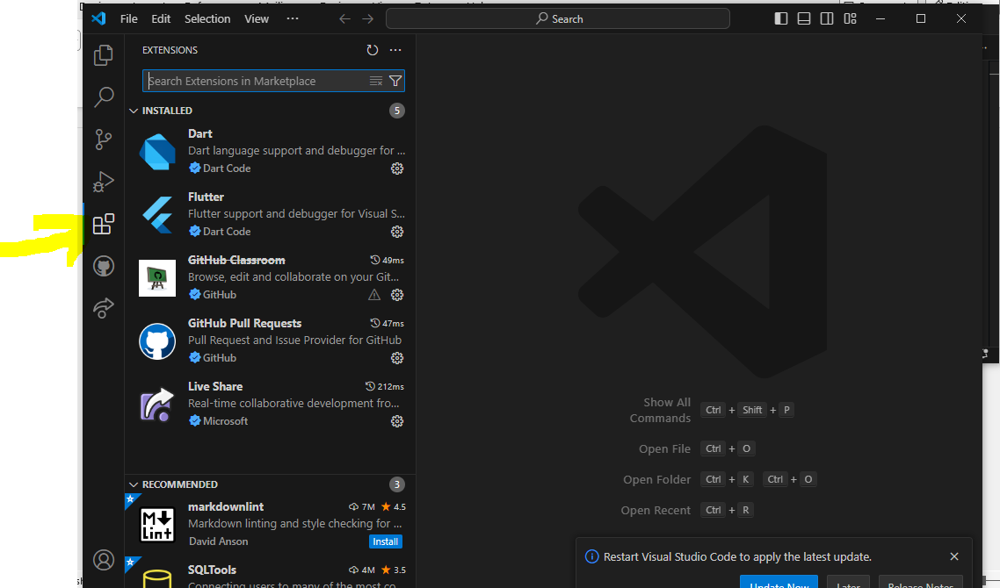 File Edit Selection View ··· Search
EXTENSIONS
Search Extensions in Marketplace
INSTALLED 5
Dart
Dart language support and debugger for ...
Dart Code
Flutter
Flutter support and debugger for Visual S...
Dart Code
GitHub Classroom 49ms
Browse, edit and collaborate on your Git...
GitHub
GitHub Pull Requests 47ms
Pull Request and Issue Provider for GitHub
GitHub
Live Share 212ms
Real-time collaborative development fro...
Microsoft
RECOMMENDED 3
markdownlint 7M 4.5
Markdown linting and style checking for ...
David Anson Install
SQLTools 4M 3.5
Connecting users to many of the most co...
Show All Commands Ctrl + Shift + P
Open File Ctrl + O
Open Folder Ctrl + K Ctrl + O
Open Recent Ctrl + R
Restart Visual Studio Code to apply the latest update.
Update Now Later Release Notes